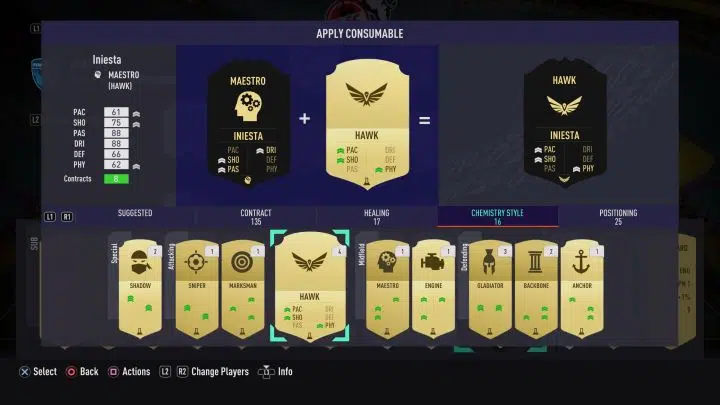 L1
APPLY CONSUMABLE
Iniesta
MAESTRO
(HAWK)
PAC 61
SHO 75
PAS 88
DRI 88
DEF 66
PHY 62
Contracts 8
L2
MAESTRO
INIESTA
PAC DRI
SHO DEF
PAS PHY
+
HAWK
PAC DRI
SHO DEF
PAS PHY
=
HAWK
INIESTA
PAC DRI
SHO DEF
PAS PHY
L1 R1
SUGGESTED
CONTRACT
135
HEALING
17
CHEMISTRY STYLE
16
POSITIONING
25
SUB
Special
2
SHADOW
Attacking
1
SNIPER
1
MARKSMAN
4
HAWK
PAC DRI
SHO DEF
PAS PHY
Midfield
1
MAESTRO
1
ENGINE
Defending
3
GLADIATOR
2
BACKBONE
1
ANCHOR
Select Back Actions L2 R2 Change Players Info